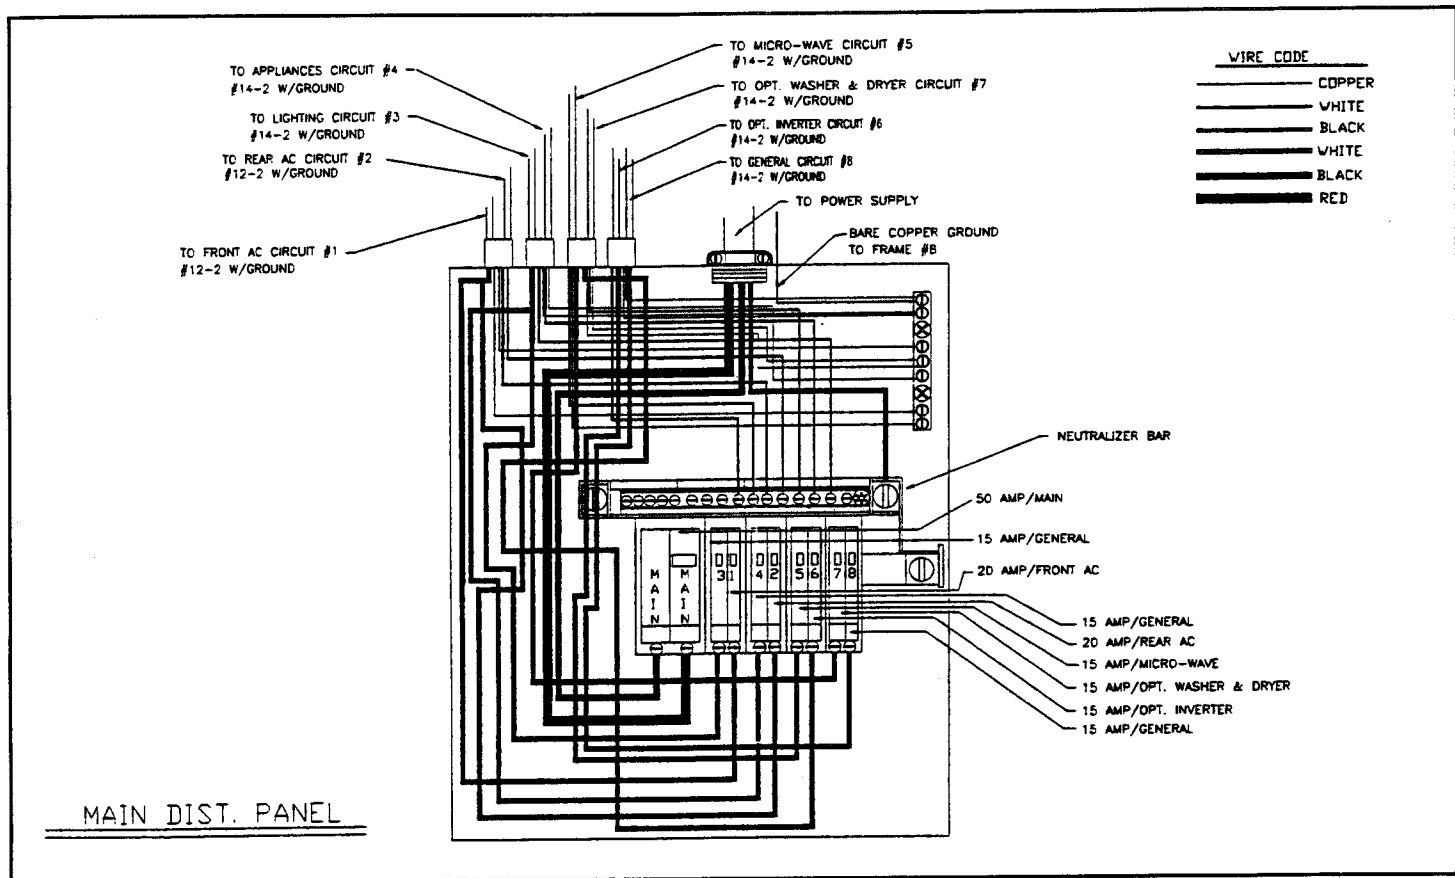 TO MICRO-WAVE CIRCUIT #5
#14-2 W/GROUND
TO APPLIANCES CIRCUIT #4
#14-2 W/GROUND
TO OPT. WASHER & DRYER CIRCUIT #7
#14-2 W/GROUND
TO LIGHTING CIRCUIT #3
#14-2 W/GROUND
TO OPT. INVERTER CIRCUIT #6
#14-2 W/GROUND
TO REAR AC CIRCUIT #2
#12-2 W/GROUND
TO GENERAL CIRCUIT #8
#14-2 W/GROUND
TO POWER SUPPLY
BARE COPPER GROUND
TO FRAME #8
TO FRONT AC CIRCUIT #1
#12-2 W/GROUND
WIRE CODE
COPPER
WHITE
BLACK
WHITE
BLACK
RED
NEUTRALIZER BAR
50 AMP/MAIN
15 AMP/GENERAL
20 AMP/FRONT AC
MAIN
MAIN
3 1 4 2 5 6 7 8
15 AMP/GENERAL
20 AMP/REAR AC
15 AMP/MICRO-WAVE
15 AMP/OPT. WASHER & DRYER
15 AMP/OPT. INVERTER
15 AMP/GENERAL
MAIN DIST. PANEL